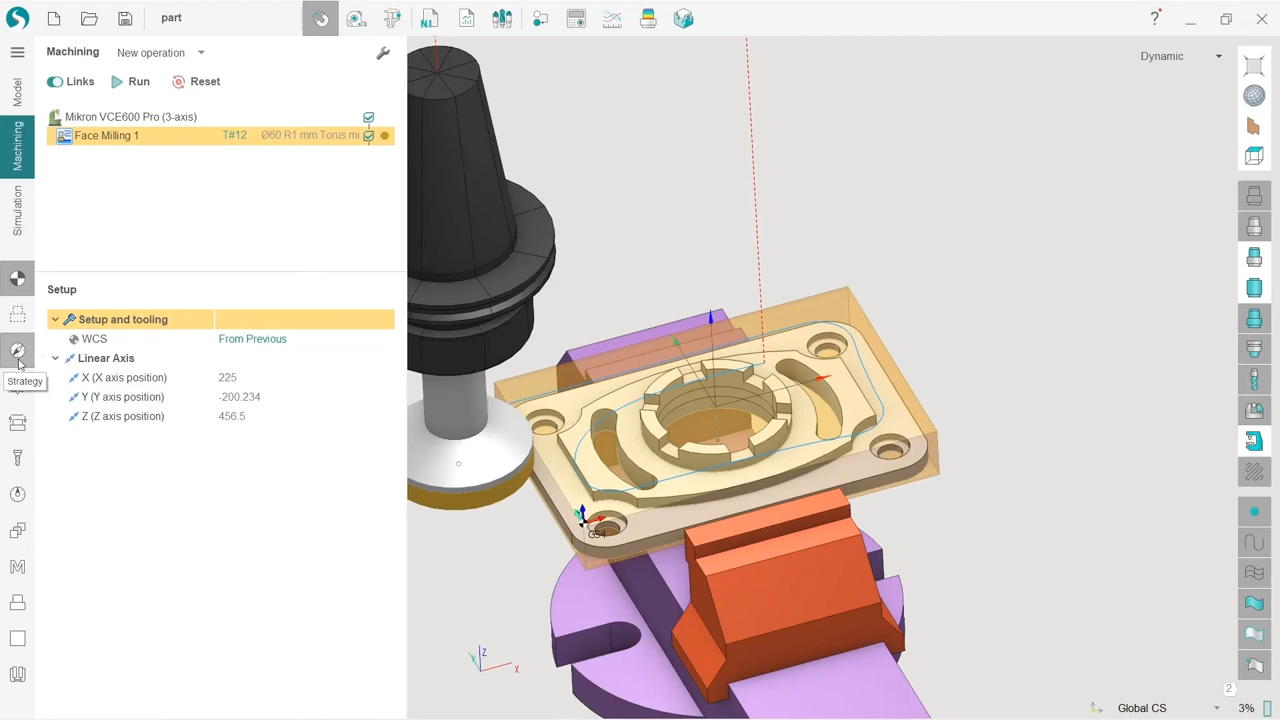 part
Dynamic
Machining
New operation
Links
Run
Reset
Model
Machining
Simulation
Mikron VCE600 Pro (3-axis)
Face Milling 1
T#12
Ø60 R1 mm Torus mi
Setup
Setup and tooling
WCS
From Previous
Linear Axis
X (X axis position)
225
Y (Y axis position)
-200.234
Z (Z axis position)
456.5
Strategy
Z
Y
X
2
Global CS
3%